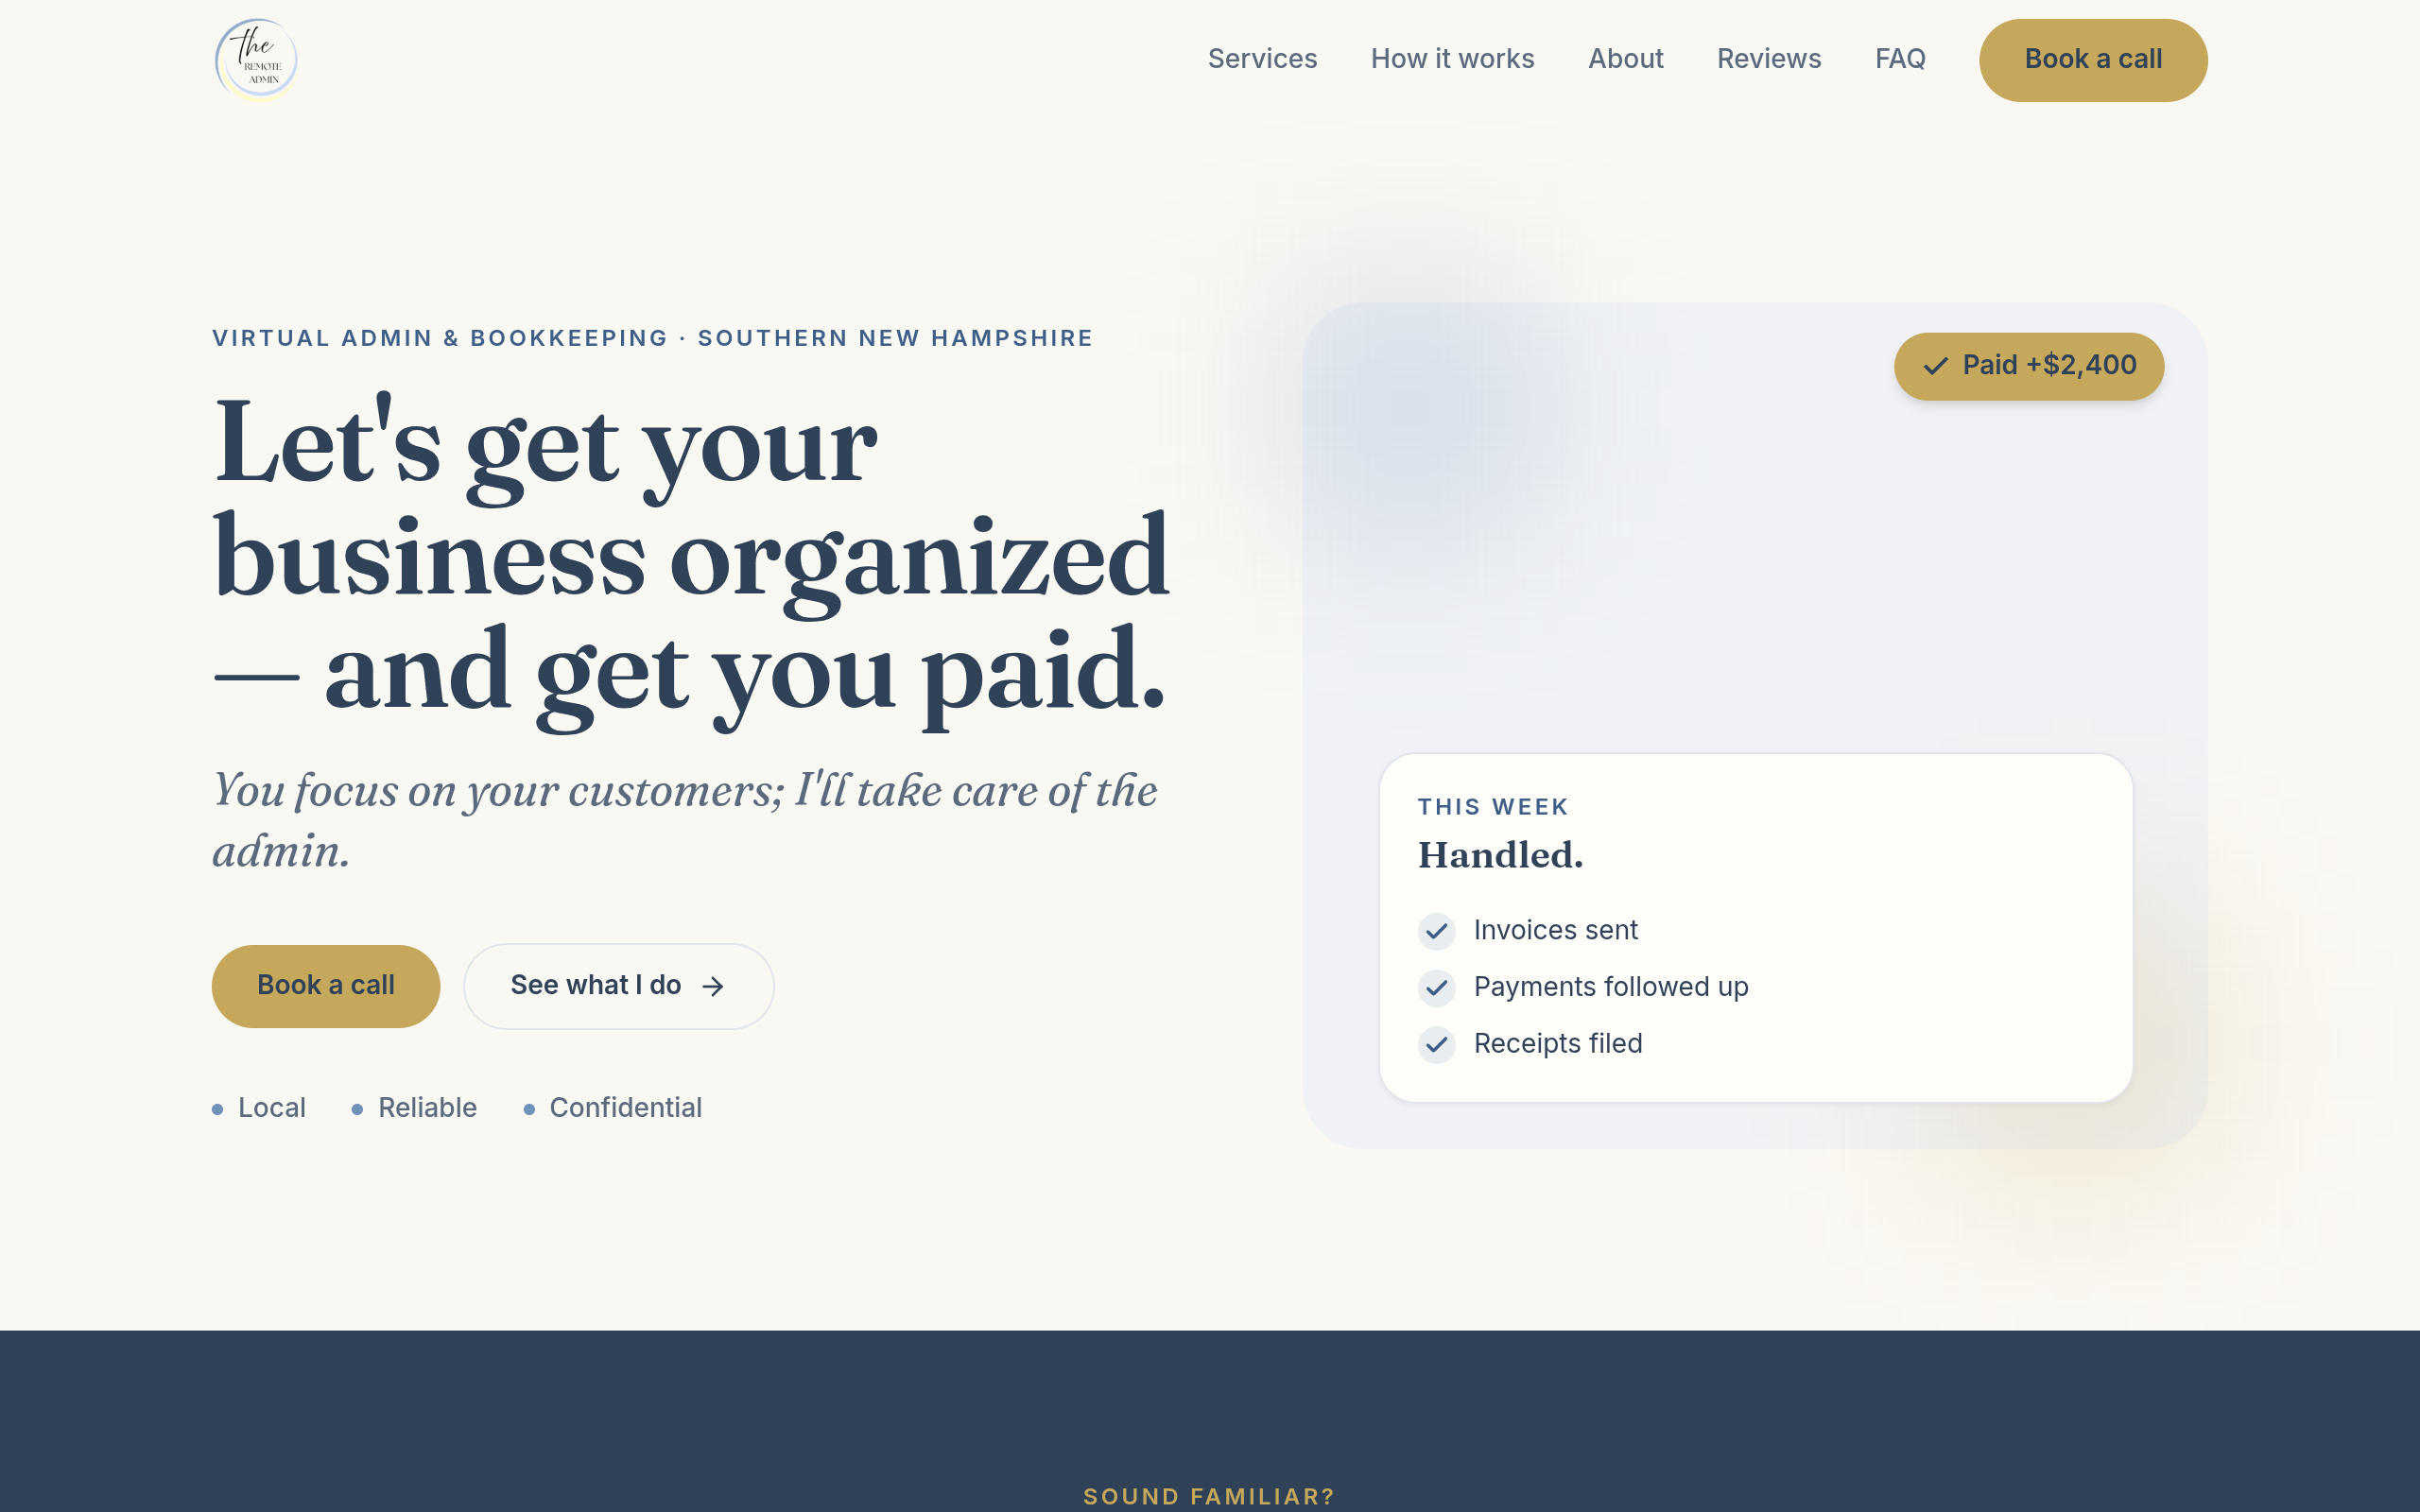 the
REMOTE
ADMIN
Services
How it works
About
Reviews
FAQ
Book a call
VIRTUAL ADMIN & BOOKKEEPING · SOUTHERN NEW HAMPSHIRE
Let's get your
business organized
— and get you paid.
You focus on your customers; I'll take care of the
admin.
Book a call
See what I do →
Local
Reliable
Confidential
Paid +$2,400
THIS WEEK
Handled.
Invoices sent
Payments followed up
Receipts filed
SOUND FAMILIAR?